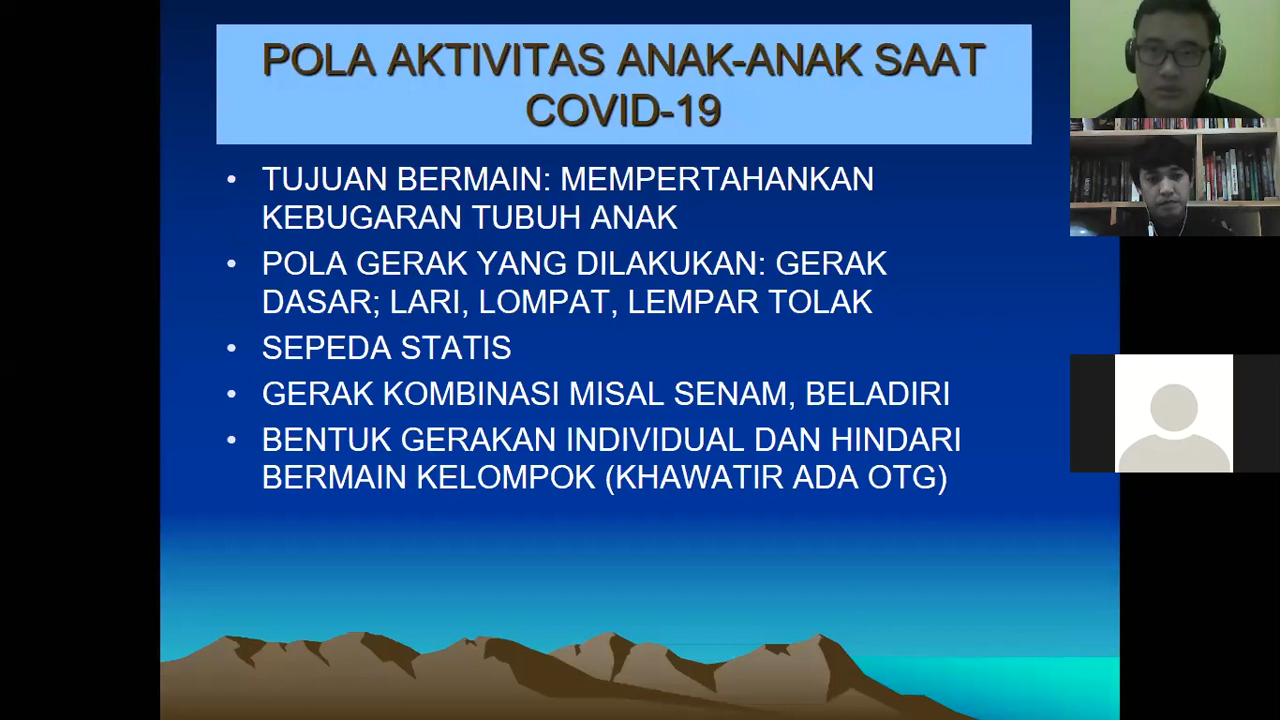 POLA AKTIVITAS ANAK-ANAK SAAT
COVID-19
• TUJUAN BERMAIN: MEMPERTAHANKAN
KEBUGARAN TUBUH ANAK
• POLA GERAK YANG DILAKUKAN: GERAK
DASAR; LARI, LOMPAT, LEMPAR TOLAK
• SEPEDA STATIS
• GERAK KOMBINASI MISAL SENAM, BELADIRI
• BENTUK GERAKAN INDIVIDUAL DAN HINDARI
BERMAIN KELOMPOK (KHAWATIR ADA OTG)